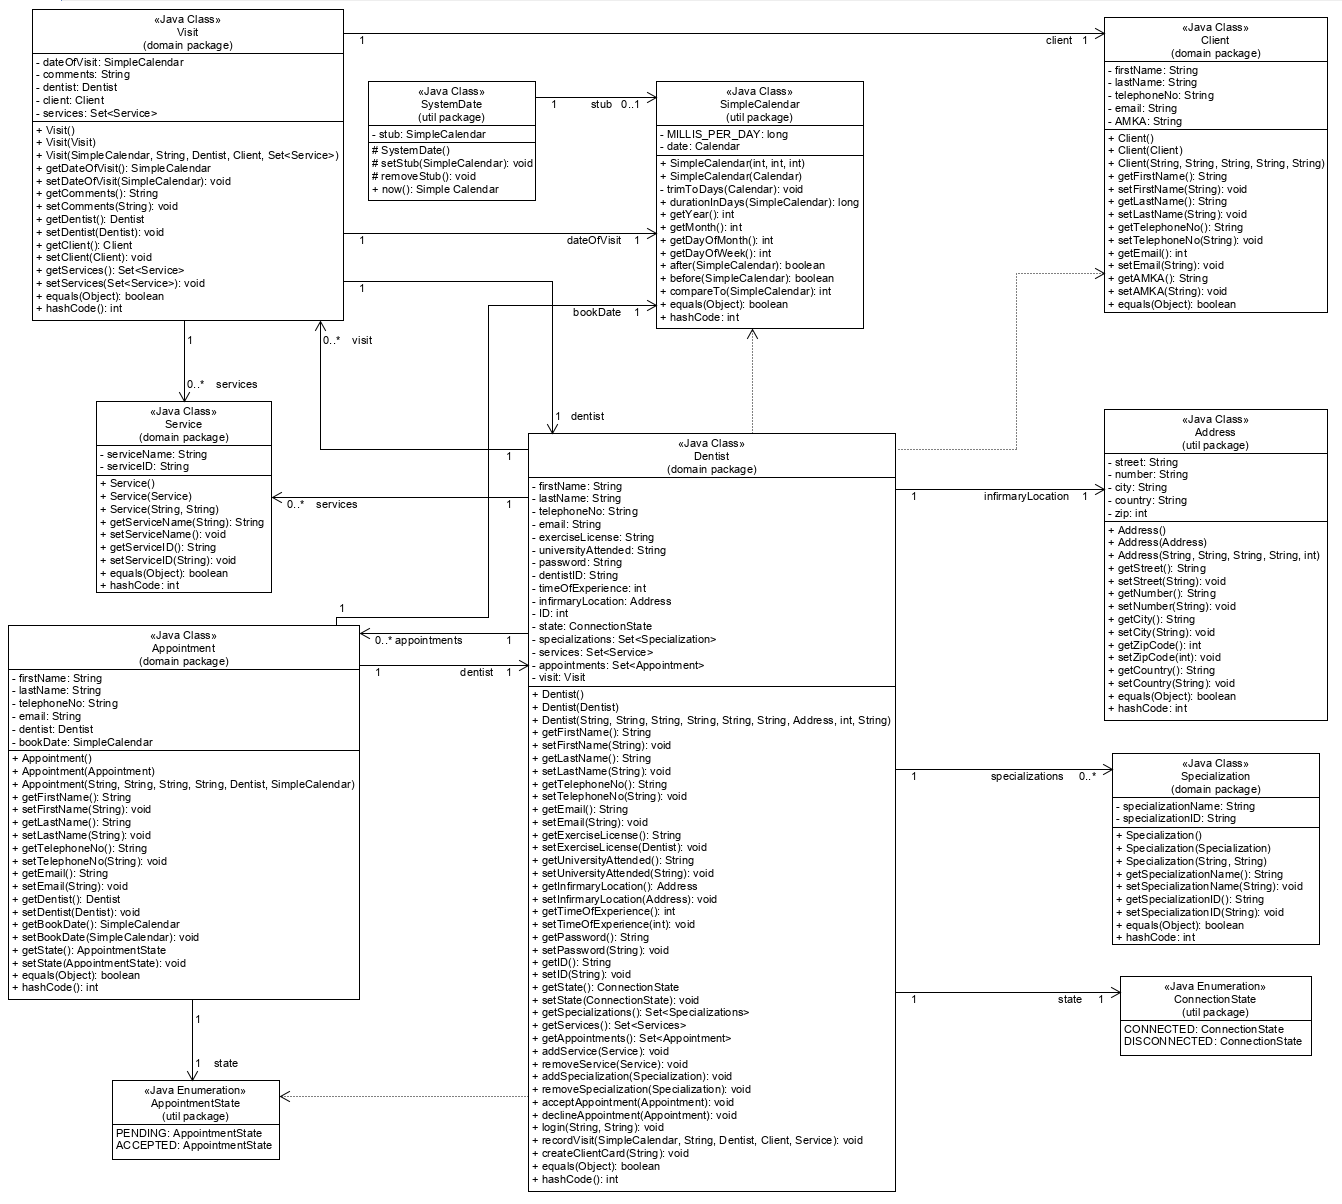 «Java Class»
Visit
(domain package)
- dateOfVisit: SimpleCalendar
- comments: String
- dentist: Dentist
- client: Client
- services: Set<Service>
+ Visit()
+ Visit(Visit)
+ Visit(SimpleCalendar, String, Dentist, Client, Set<Service>)
+ getDateOfVisit(): SimpleCalendar
+ setDateOfVisit(SimpleCalendar): void
+ getComments(): String
+ setComments(String): void
+ getDentist(): Dentist
+ setDentist(Dentist): void
+ getClient(): Client
+ setClient(Client): void
+ getServices(): Set<Service>
+ setServices(Set<Service>): void
+ equals(Object): boolean
+ hashCode(): int
1
client 1
«Java Class»
SystemDate
(util package)
- stub: SimpleCalendar
# SystemDate()
# setStub(SimpleCalendar): void
# removeStub(): void
+ now(): Simple Calendar
1 stub 0..1
«Java Class»
SimpleCalendar
(util package)
- MILLIS_PER_DAY: long
- date: Calendar
+ SimpleCalendar(int, int, int)
+ SimpleCalendar(Calendar)
- trimToDays(Calendar): void
+ durationInDays(SimpleCalendar): long
+ getYear(): int
+ getMonth(): int
+ getDayOfMonth(): int
+ getDayOfWeek(): int
+ after(SimpleCalendar): boolean
+ before(SimpleCalendar): boolean
+ compareTo(SimpleCalendar): int
+ equals(Object): boolean
+ hashCode: int
«Java Class»
Client
(domain package)
- firstName: String
- lastName: String
- telephoneNo: String
- email: String
- AMKA: String
+ Client()
+ Client(Client)
+ Client(String, String, String, String, String)
+ getFirstName(): String
+ setFirstName(String): void
+ getLastName(): String
+ setLastName(String): void
+ getTelephoneNo(): String
+ setTelephoneNo(String): void
+ getEmail(): int
+ setEmail(String): void
+ getAMKA(): String
+ setAMKA(String): void
+ equals(Object): boolean
1
dateOfVisit 1
1
bookDate 1
1
0..* visit
0..* services
1 dentist
«Java Class»
Service
(domain package)
- serviceName: String
- serviceID: String
+ Service()
+ Service(Service)
+ Service(String, String)
+ getServiceName(String): String
+ setServiceName(): void
+ getServiceID(): String
+ setServiceID(String): void
+ equals(Object): boolean
+ hashCode: int
1
0..* services 1
1
0..* appointments 1
1 dentist 1
«Java Class»
Dentist
(domain package)
- firstName: String
- lastName: String
- telephoneNo: String
- email: String
- exerciseLicense: String
- universityAttended: String
- password: String
- dentistID: String
- timeOfExperience: int
- infirmaryLocation: Address
- ID: int
- state: ConnectionState
- specializations: Set<Specialization>
- services: Set<Service>
- appointments: Set<Appointment>
- visit: Visit
+ Dentist()
+ Dentist(Dentist)
+ Dentist(String, String, String, String, String, String, Address, int, String)
+ getFirstName(): String
+ setFirstName(String): void
+ getLastName(): String
+ setLastName(String): void
+ getTelephoneNo(): String
+ setTelephoneNo(String): void
+ getEmail(): String
+ setEmail(String): void
+ getExerciseLicense(): String
+ setExerciseLicense(Dentist): void
+ getUniversityAttended(): String
+ setUniversityAttended(String): void
+ getInfirmaryLocation(): Address
+ setInfirmaryLocation(Address): void
+ getTimeOfExperience(): int
+ setTimeOfExperience(int): void
+ getPassword(): String
+ setPassword(String): void
+ getID(): String
+ setID(String): void
+ getState(): ConnectionState
+ setState(ConnectionState): void
+ getSpecializations(): Set<Specializations>
+ getServices(): Set<Services>
+ getAppointments(): Set<Appointment>
+ addService(Service): void
+ removeService(Service): void
+ addSpecialization(Specialization): void
+ removeSpecialization(Specialization): void
+ acceptAppointment(Appointment): void
+ declineAppointment(Appointment): void
+ login(String, String): void
+ recordVisit(SimpleCalendar, String, Dentist, Client, Service): void
+ createClientCard(String): void
+ equals(Object): boolean
+ hashCode(): int
1 infirmaryLocation 1
«Java Class»
Address
(util package)
- street: String
- number: String
- city: String
- country: String
- zip: int
+ Address()
+ Address(Address)
+ Address(String, String, String, String, int)
+ getStreet(): String
+ setStreet(String): void
+ getNumber(): String
+ setNumber(String): void
+ getCity(): String
+ setCity(String): void
+ getZipCode(): int
+ setZipCode(int): void
+ getCountry(): String
+ setCountry(String): void
+ equals(Object): boolean
+ hashCode: int
«Java Class»
Appointment
(domain package)
- firstName: String
- lastName: String
- telephoneNo: String
- email: String
- dentist: Dentist
- bookDate: SimpleCalendar
+ Appointment()
+ Appointment(Appointment)
+ Appointment(String, String, String, String, Dentist, SimpleCalendar)
+ getFirstName(): String
+ setFirstName(String): void
+ getLastName(): String
+ setLastName(String): void
+ getTelephoneNo(): String
+ setTelephoneNo(String): void
+ getEmail(): String
+ setEmail(String): void
+ getDentist(): Dentist
+ setDentist(Dentist): void
+ getBookDate(): SimpleCalendar
+ setBookDate(SimpleCalendar): void
+ getState(): AppointmentState
+ setState(AppointmentState): void
+ equals(Object): boolean
+ hashCode(): int
1 specializations 0..*
«Java Class»
Specialization
(domain package)
- specializationName: String
- specializationID: String
+ Specialization()
+ Specialization(Specialization)
+ Specialization(String, String)
+ getSpecializationName(): String
+ setSpecializationName(String): void
+ getSpecializationID(): String
+ setSpecializationID(String): void
+ equals(Object): boolean
+ hashCode: int
1 state 1
«Java Enumeration»
ConnectionState
(util package)
CONNECTED: ConnectionState
DISCONNECTED: ConnectionState
1
1 state
«Java Enumeration»
AppointmentState
(util package)
PENDING: AppointmentState
ACCEPTED: AppointmentState